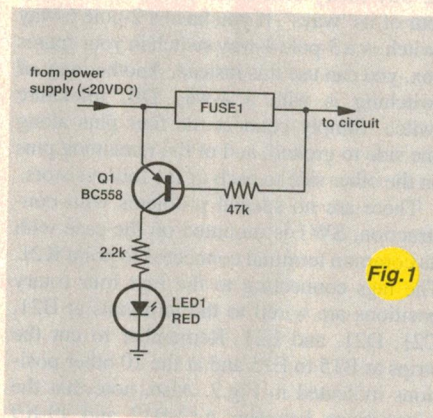 from power
supply (<20VDC)
FUSE1
to circuit
Q1
BC558
47k
2.2k
LED1
RED
Fig.1